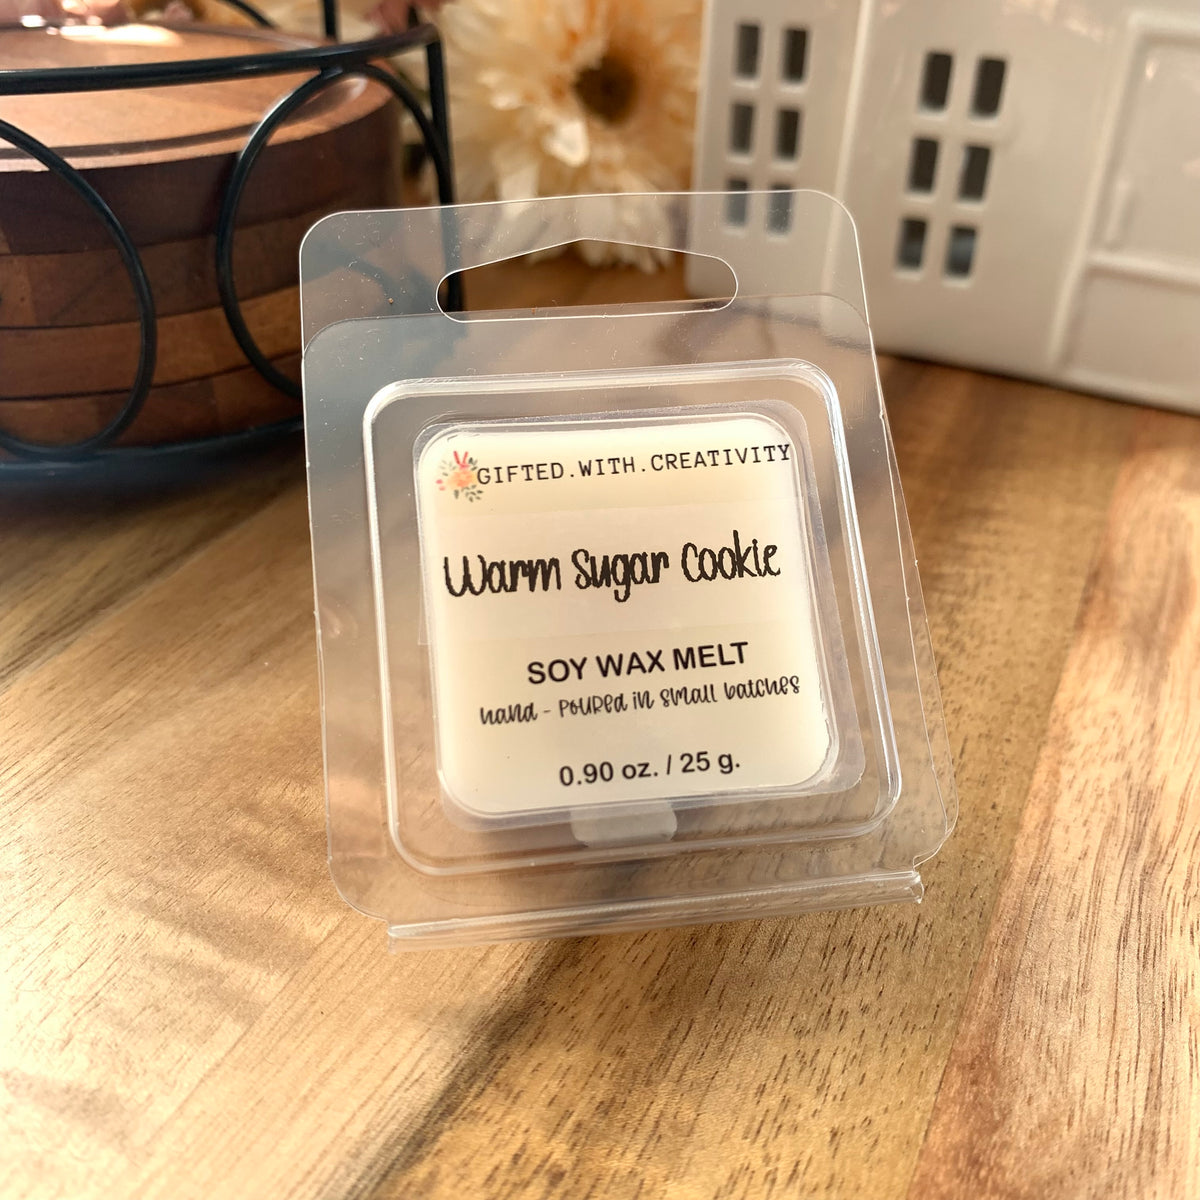 GIFTED.WITH.CREATIVITY
Warm Sugar Cookie
SOY WAX MELT
hand - POURED in small batches
0.90 oz. / 25 g.